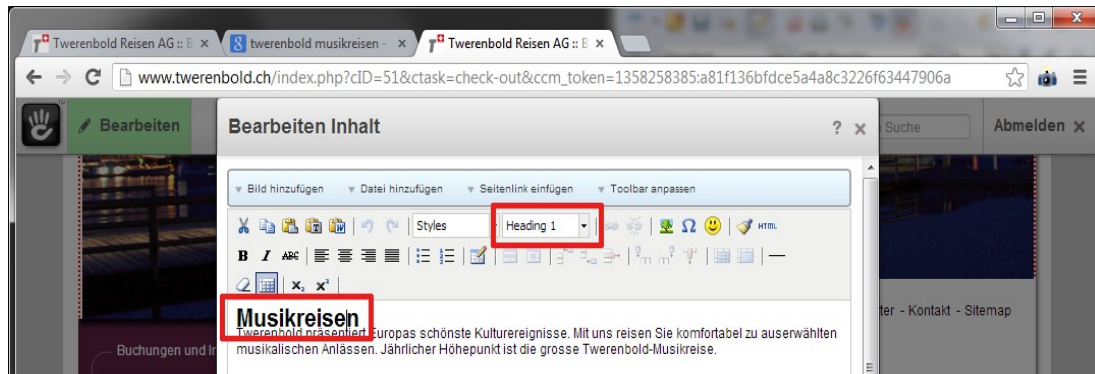 Twerenbold Reisen AG :: B
twerenbold musikreisen -
Twerenbold Reisen AG :: B
www.twerenbold.ch/index.php?cID=51&ctask=check-out&ccm_token=1358258385:a81f136bfdce5a4a8c3226f63447906a
Bearbeiten
Bearbeiten Inhalt
?
Suche
Abmelden
Bild hinzufügen
Datei hinzufügen
Seitenlink einfügen
Toolbar anpassen
Styles
Heading 1
HTML
B I ABC
Musikreisen
Twerenbold präsentiert Europas schönste Kulturereignisse. Mit uns reisen Sie komfortabel zu auserwählten
musikalischen Anlässen. Jährlicher Höhepunkt ist die grosse Twerenbold-Musikreise.
ter - Kontakt - Sitemap
Buchungen und